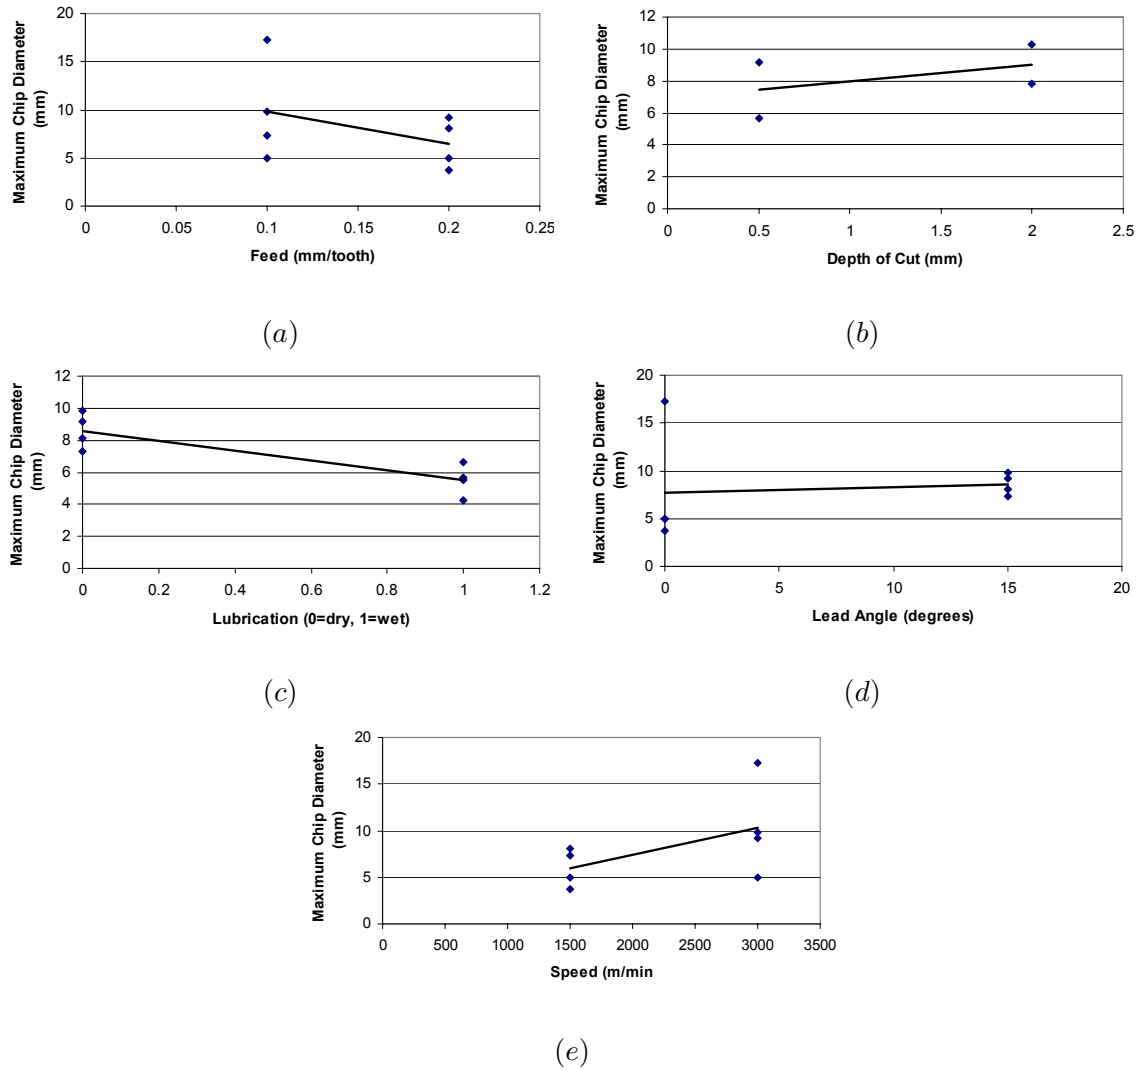 Maximum Chip Diameter
(mm)
20
15
10
5
0
0 0.05 0.1 0.15 0.2 0.25
Feed (mm/tooth)
(a)
Maximum Chip Diameter
(mm)
12
10
8
6
4
2
0
0 0.5 1 1.5 2 2.5
Depth of Cut (mm)
(b)
Maximum Chip Diameter
(mm)
12
10
8
6
4
2
0
0 0.2 0.4 0.6 0.8 1 1.2
Lubrication (0=dry, 1=wet)
(c)
Maximum Chip Diameter
(mm)
20
15
10
5
0
0 5 10 15 20
Lead Angle (degrees)
(d)
Maximum Chip Diameter
(mm)
20
15
10
5
0
0 500 1000 1500 2000 2500 3000 3500
Speed (m/min
(e)